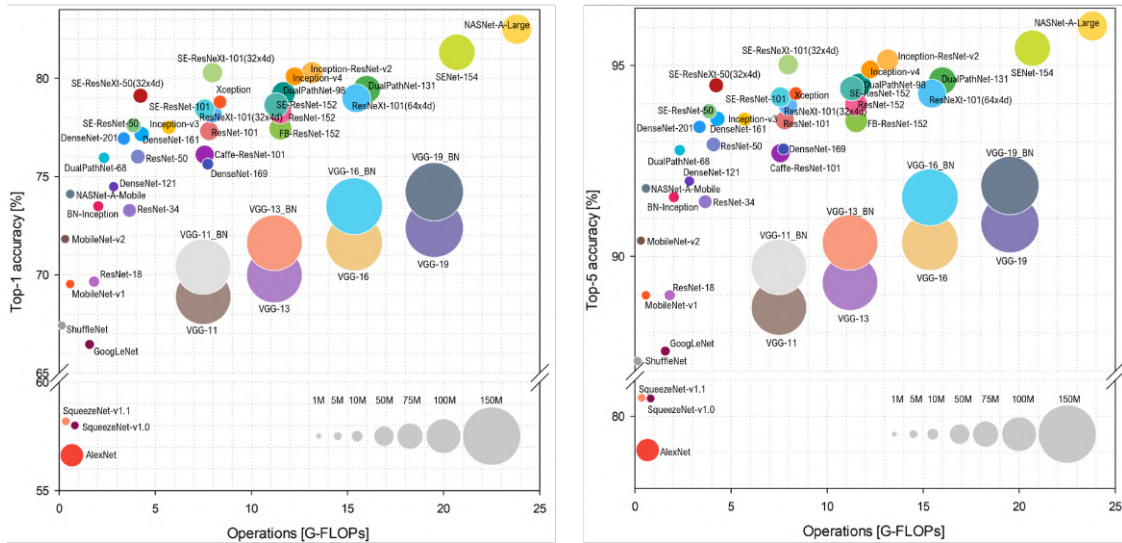 NASNet-A-Large
SE-ResNeXt-101(32x4d)
Inception-ResNet-v2
SENet-154
80
Inception-v4
SE-ResNeXt-50(32x4d)
DualPathNet-131
DualPathNet-98
Xception
SE-ResNet-101
SE-ResNet-152
ResNeXt-101(64x4d)
ResNeXt-101(32x4d)
ResNet-152
SE-ResNet-50
Inception-v3
DenseNet-201
DenseNet-161
ResNet-101
FB-ResNet-152
DualPathNet-68
ResNet-50
Caffe-ResNet-101
DenseNet-169
75
DenseNet-121
NASNet-A-Mobile
BN-Inception
ResNet-34
VGG-16_BN
VGG-19_BN
MobileNet-v2
VGG-11_BN
VGG-13_BN
VGG-16
VGG-19
70
ResNet-18
MobileNet-v1
VGG-13
VGG-11
ShuffleNet
GoogLeNet
65
60
1M 5M 10M 50M 75M 100M 150M
SqueezeNet-v1.1
SqueezeNet-v1.0
AlexNet
55
0 5 10 15 20 25
Operations [G-FLOPs]
Top-1 accuracy [%]
NASNet-A-Large
SE-ResNeXt-101(32x4d)
Inception-ResNet-v2
SENet-154
95
Inception-v4
SE-ResNeXt-50(32x4d)
DualPathNet-131
DualPathNet-98
Xception
SE-ResNet-101
SE-ResNet-152
ResNeXt-101(64x4d)
ResNet-152
ResNeXt-101(32x4d)
SE-ResNet-50
Inception-v3
DenseNet-201
DenseNet-161
ResNet-101
FB-ResNet-152
ResNet-50
DenseNet-169
DualPathNet-68
Caffe-ResNet-101
DenseNet-121
NASNet-A-Mobile
BN-Inception
ResNet-34
VGG-16_BN
VGG-19_BN
MobileNet-v2
VGG-11_BN
VGG-13_BN
90
VGG-16
VGG-19
ResNet-18
MobileNet-v1
VGG-13
VGG-11
GoogLeNet
ShuffleNet
SqueezeNet-v1.1
SqueezeNet-v1.0
1M 5M 10M 50M 75M 100M 150M
80
AlexNet
0 5 10 15 20 25
Operations [G-FLOPs]
Top-5 accuracy [%]